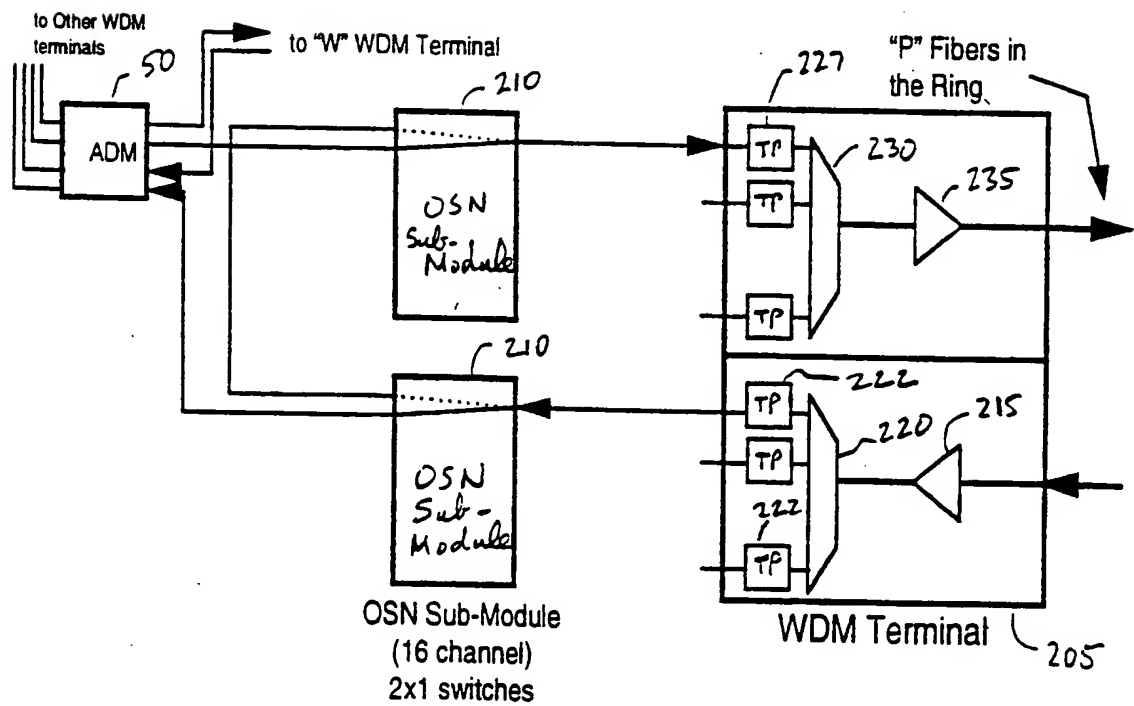 to Other WDM
terminals
50
to "W" WDM Terminal
ADM
210
OSN
Sub-
Module
227
"P" Fibers in
the Ring
TP
230
TP
235
TP
210
OSN
Sub-
Module
222
TP
220
215
TP
222
TP
OSN Sub-Module
(16 channel)
2x1 switches
WDM Terminal
205